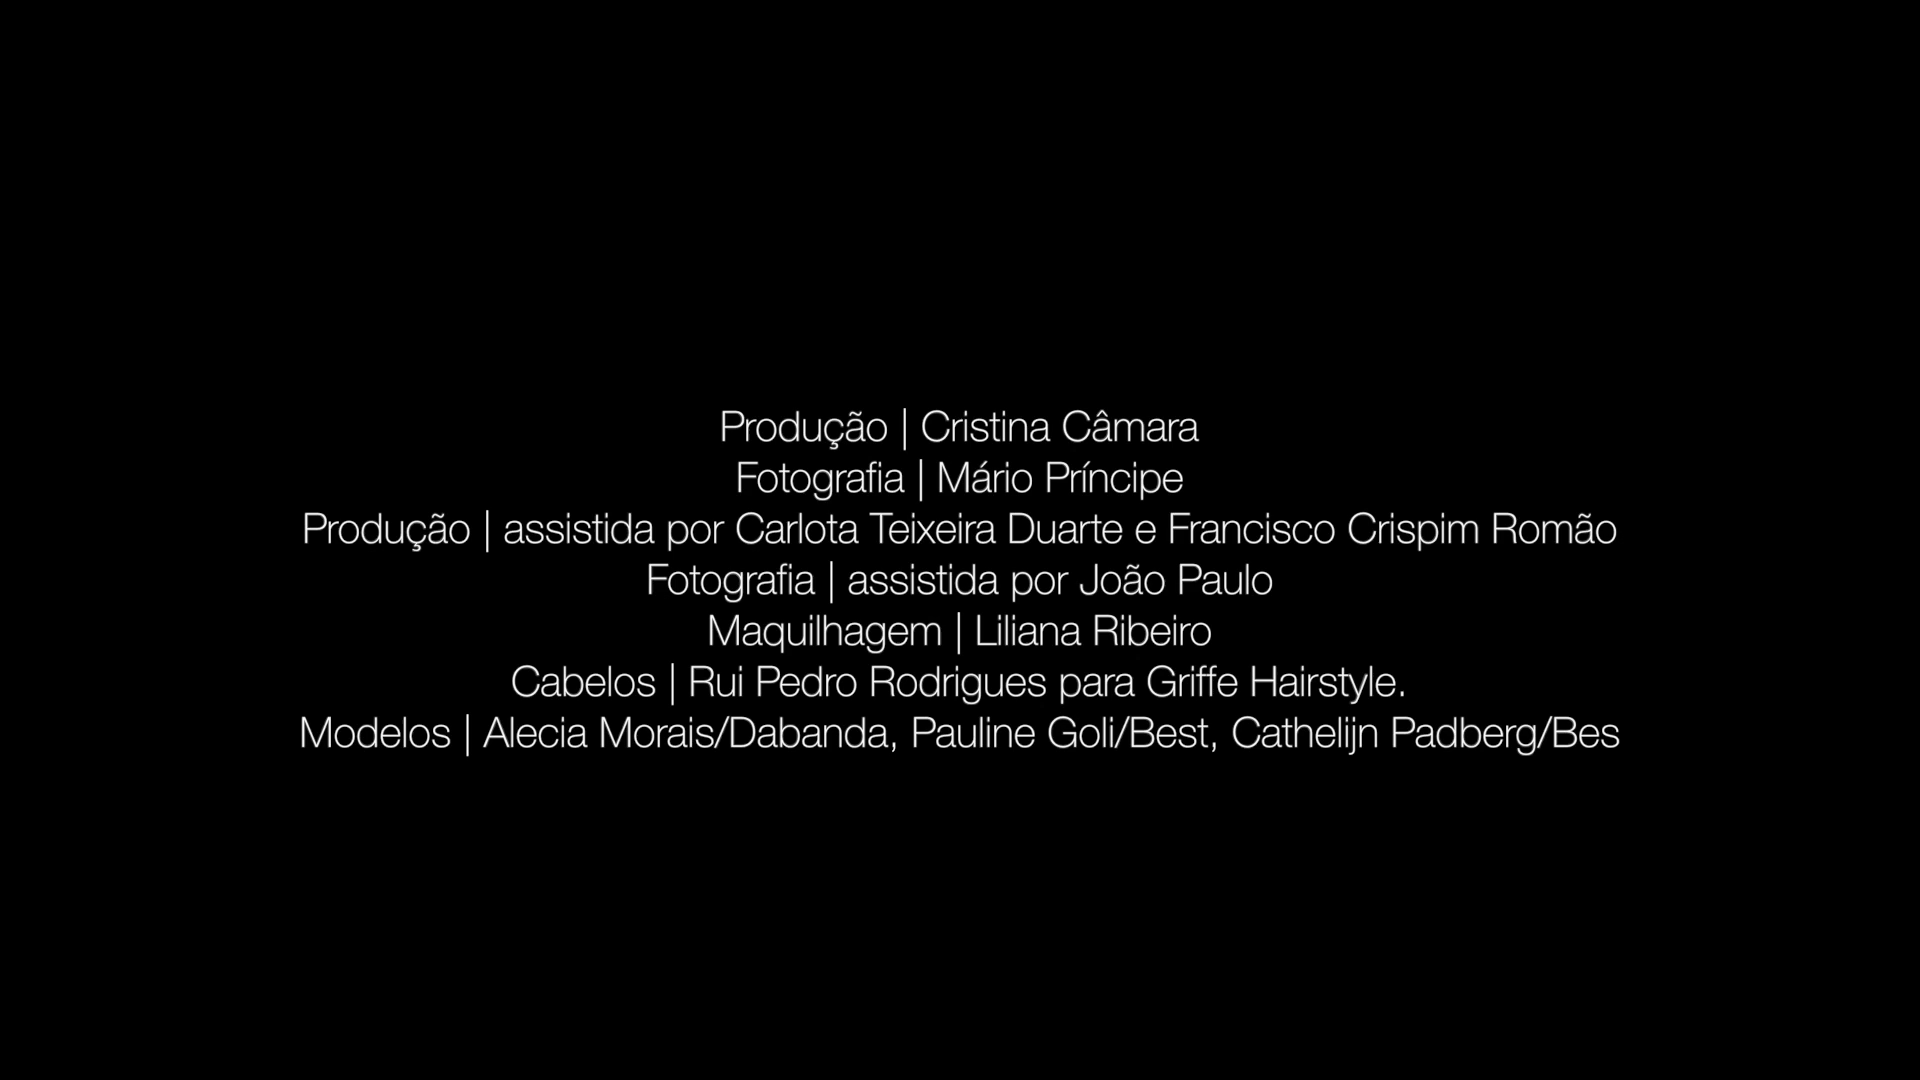 Produção | Cristina Câmara
Fotografia | Mário Príncipe
Produção | assistida por Carlota Teixeira Duarte e Francisco Crispim Romão
Fotografia | assistida por João Paulo
Maquilhagem | Liliana Ribeiro
Cabelos | Rui Pedro Rodrigues para Griffe Hairstyle.
Modelos | Alecia Morais/Dabanda, Pauline Goli/Best, Cathelijn Padberg/Bes